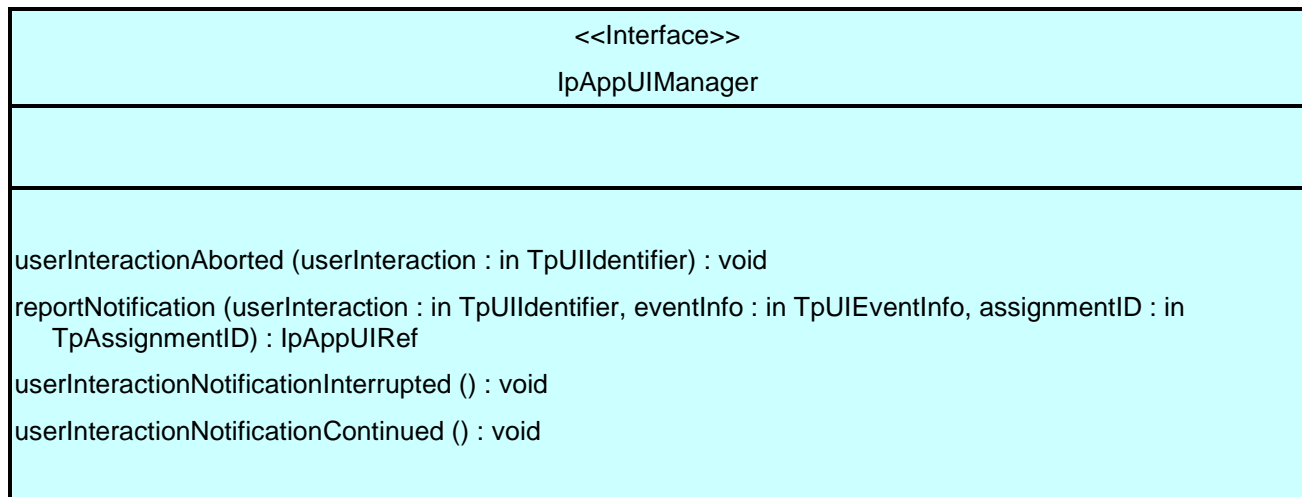 <<Interface>>
IpAppUIManager
userInteractionAborted (userInteraction : in TpUIIdentifier) : void
reportNotification (userInteraction : in TpUIIdentifier, eventInfo : in TpUIEventInfo, assignmentID : in
TpAssignmentID) : IpAppUIRef
userInteractionNotificationInterrupted () : void
userInteractionNotificationContinued () : void